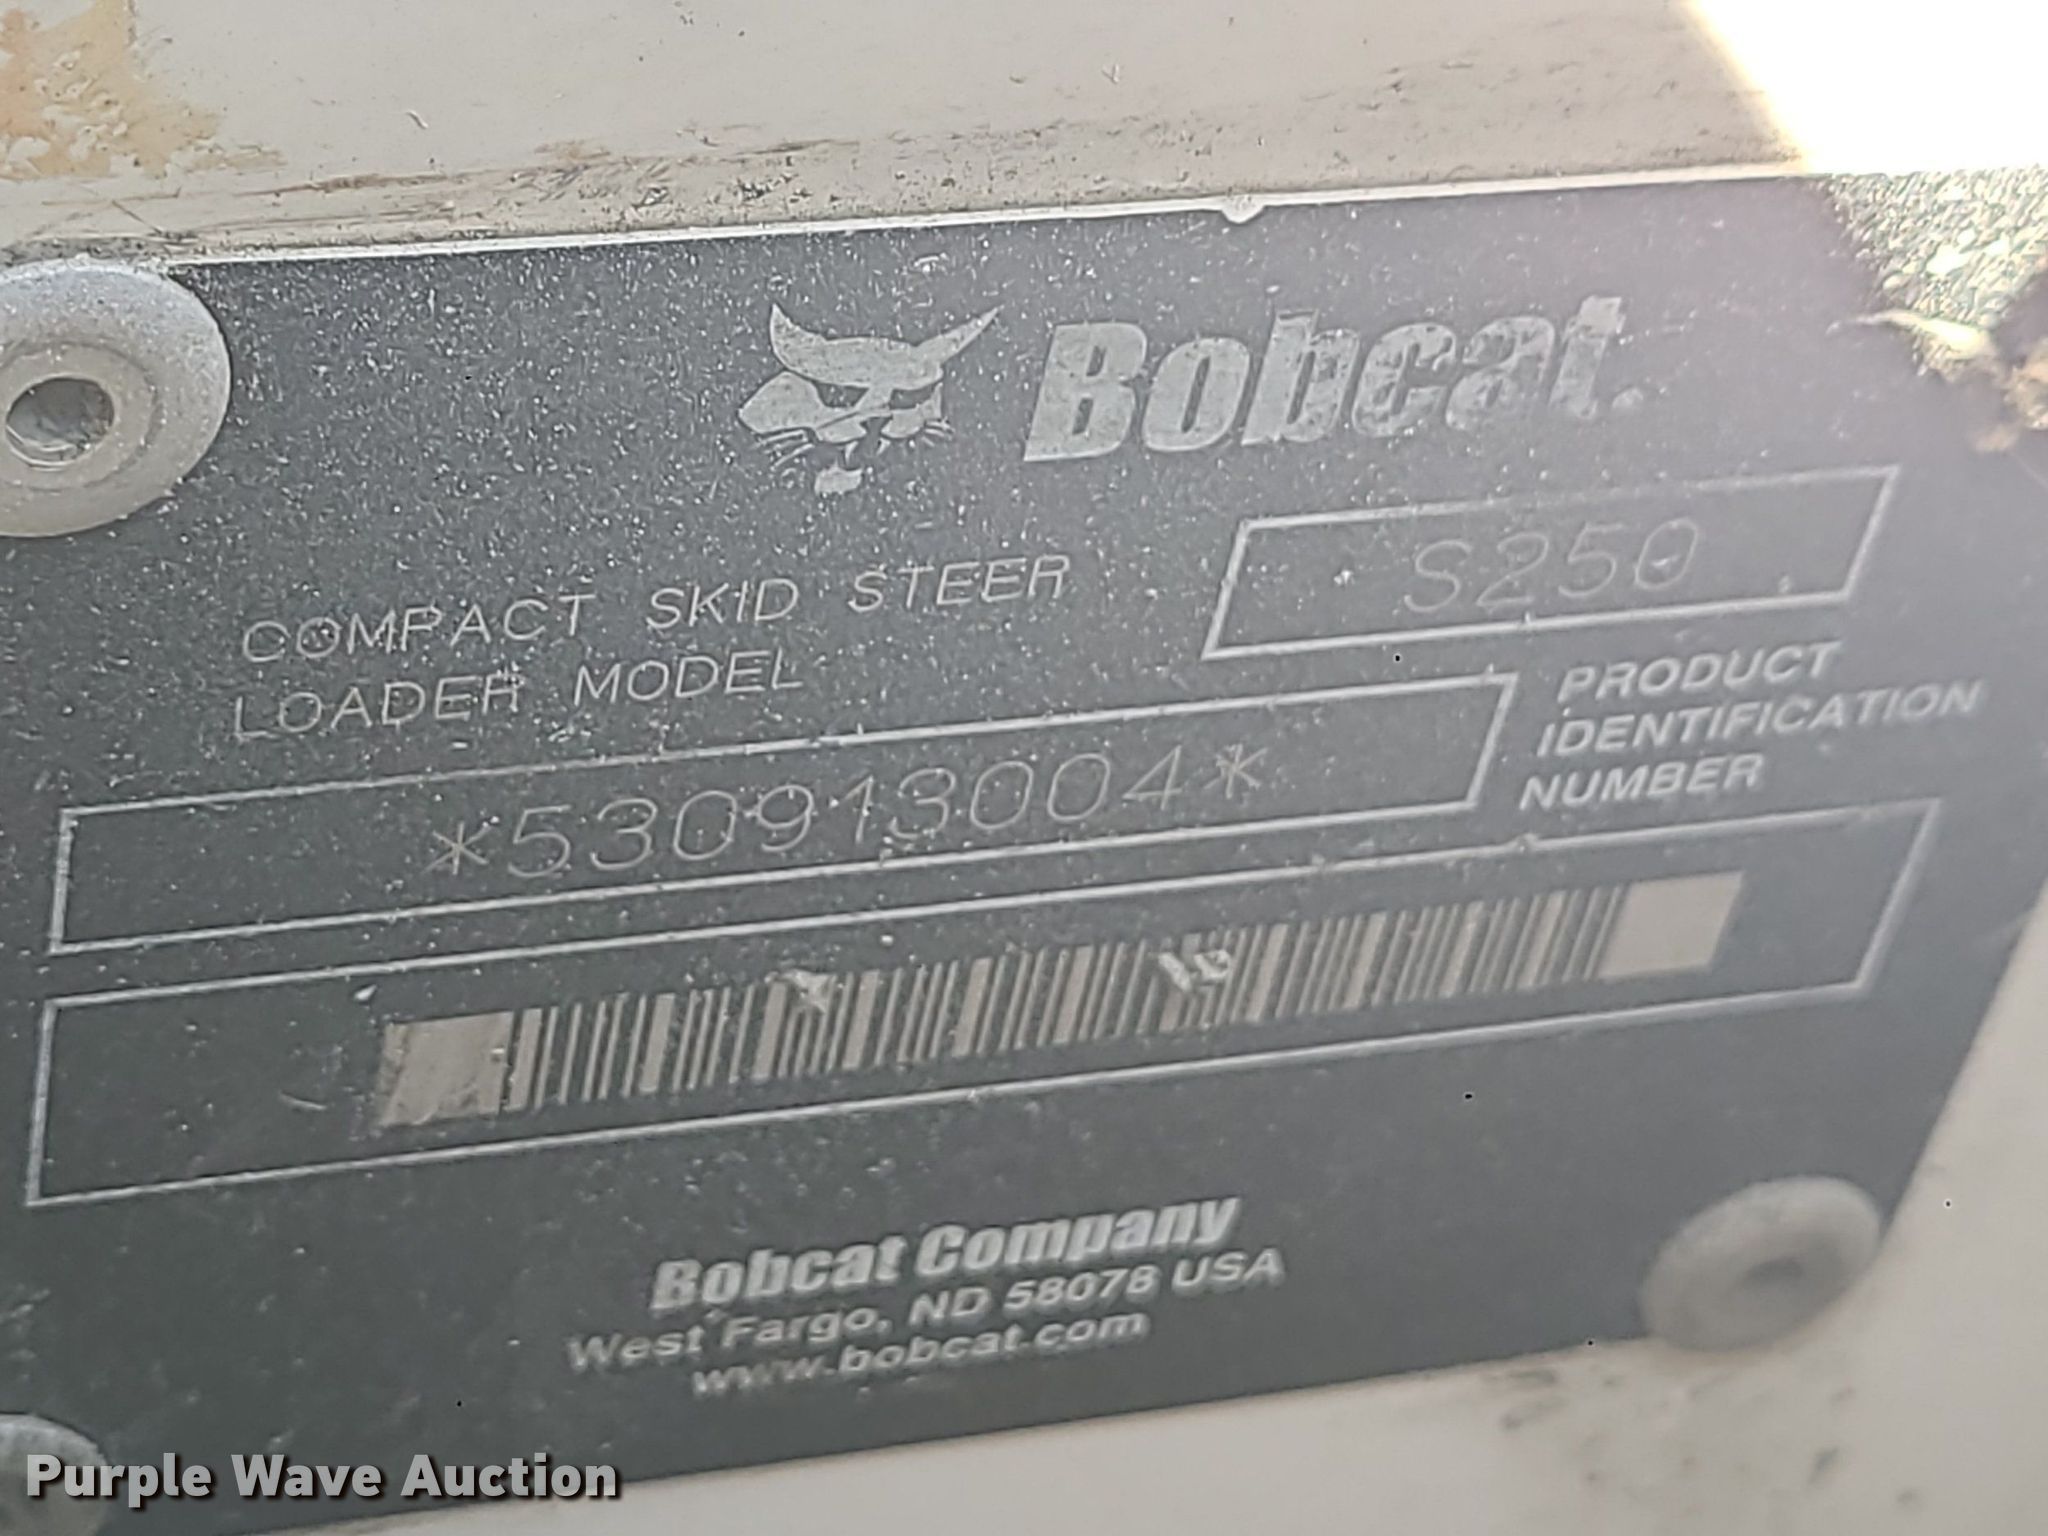 Bobcat.
COMPACT SKID STEER
LOADER MODEL
S250
*530913004*
PRODUCT
IDENTIFICATION
NUMBER
Bobcat Company
West Fargo, ND 58078 USA
www.bobcat.com
Purple Wave Auction